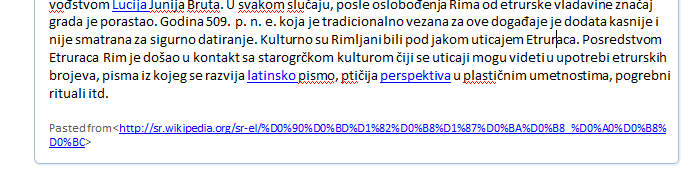 vođstvom Lucija Junija Bruta. U svakom slučaju, posle oslobođenja Rima od etrurske vladavine značaj
grada je porastao. Godina 509. p. n. e. koja je tradicionalno vezana za ove događaje je dodata kasnije i
nije smatrana za sigurno datiranje. Kulturno su Rimljani bili pod jakom uticajem Etruraca. Posredstvom
Etruraca Rim je došao u kontakt sa starogrčkom kulturom čiji se uticaji mogu videti u upotrebi etrurskih
brojeva, pisma iz kojeg se razvija latinsko pismo, ptičija perspektiva u plastičnim umetnostima, pogrebni
rituali itd.
Pasted from <http://sr.wikipedia.org/sr-el/%D0%90%D0%BD%D1%82%D0%B8%D1%87%D0%BA%D0%B8_%D0%A0%D0%B8%
D0%BC>